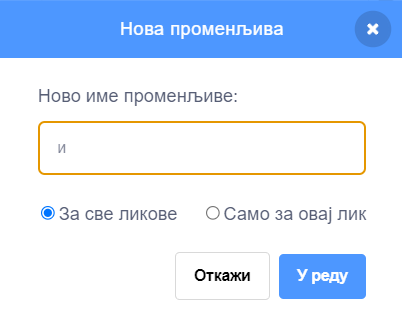 Нова променљива
Ново име променљиве:
и
За све ликове
Само за овај лик
Откажи
У реду